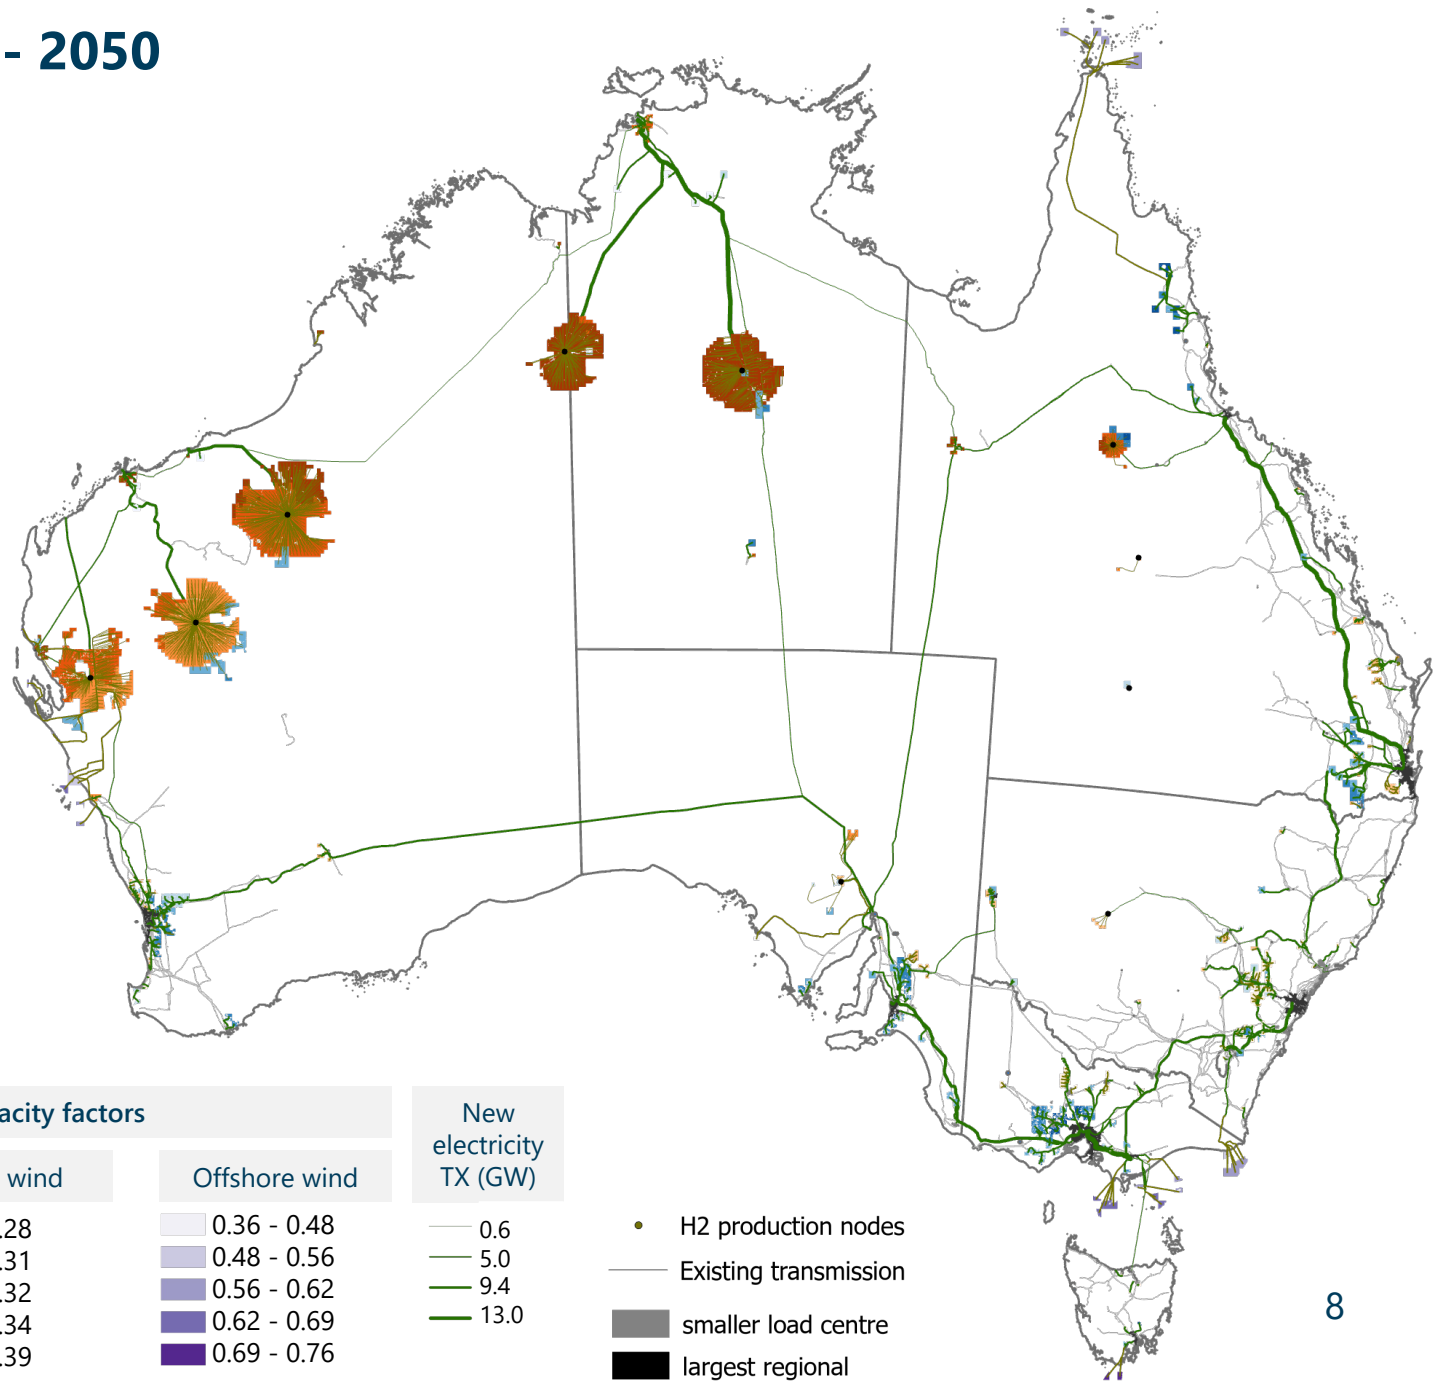 - 2050
acity factors
wind
.28
.31
.32
.34
.39
Offshore wind
0.36 - 0.48
0.48 - 0.56
0.56 - 0.62
0.62 - 0.69
0.69 - 0.76
New
electricity
TX (GW)
0.6
5.0
9.4
13.0
H2 production nodes
Existing transmission
smaller load centre
largest regional
8